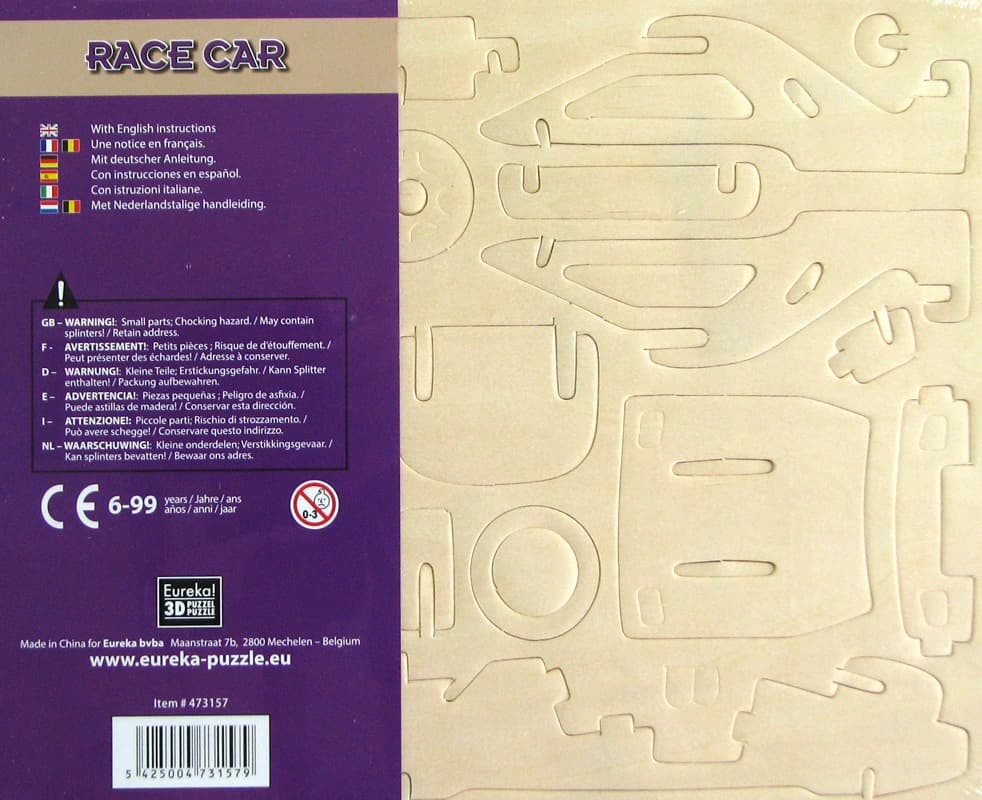 RACE CAR
With English instructions
Une notice en français.
Mit deutscher Anleitung.
Con instrucciones en español.
Con istruzioni italiane.
Met Nederlandstalige handleiding.
!
GB – WARNING!: Small parts; Chocking hazard. / May contain
splinters! / Retain address.
F - AVERTISSEMENT!: Petits pièces ; Risque de d'étouffement. /
Peut présenter des échardes! / Adresse à conserver.
D – WARNUNG!: Kleine Teile; Erstickungsgefahr. / Kann Splitter
enthalten! / Packung aufbewahren.
E – ADVERTENCIA!: Piezas pequeñas ; Peligro de asfixia. /
Puede astillas de madera! / Conservar esta dirección.
I – ATTENZIONE!: Piccole parti; Rischio di strozzamento. /
Può avere schegge! / Conservare questo indirizzo.
NL – WAARSCHUWING!: Kleine onderdelen; Verstikkingsgevaar. /
Kan splinters bevatten! / Bewaar ons adres.
CE 6-99 years / Jahre / ans
años / anni / jaar
0-3
Eureka!
3D PUZZEL
PUZZLE
Made in China for Eureka bvba Maanstraat 7b, 2800 Mechelen – Belgium
www.eureka-puzzle.eu
Item # 473157
5 425004 731579